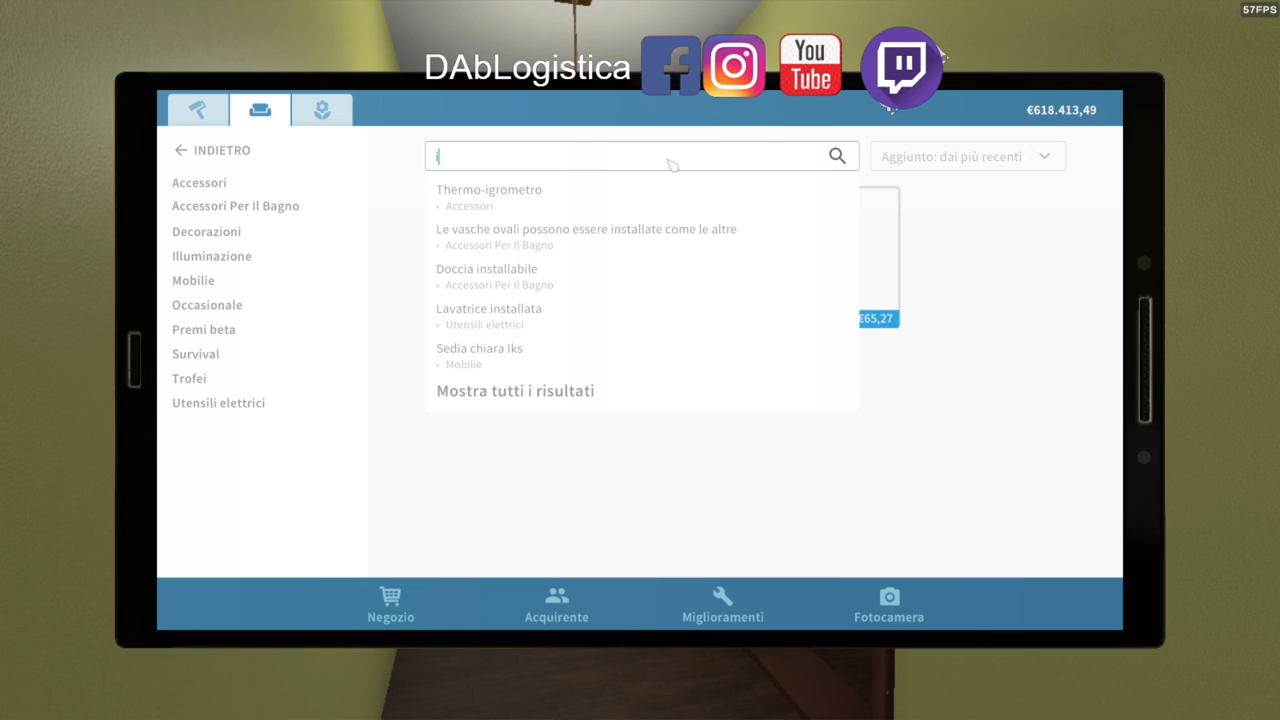 57FPS
DAbLogistica
You
Tube
€618.413,49
INDIETRO
Accessori
Accessori Per Il Bagno
Decorazioni
Illuminazione
Mobilie
Occasionale
Premi beta
Survival
Trofei
Utensili elettrici
i
Aggiunto: dai più recenti
Thermo-igrometro
• Accessori
Le vasche ovali possono essere installate come le altre
• Accessori Per Il Bagno
Doccia installabile
• Accessori Per Il Bagno
Lavatrice installata
• Utensili elettrici
Sedia chiara Iks
• Mobilie
Mostra tutti i risultati
€65,27
Negozio
Acquirente
Miglioramenti
Fotocamera